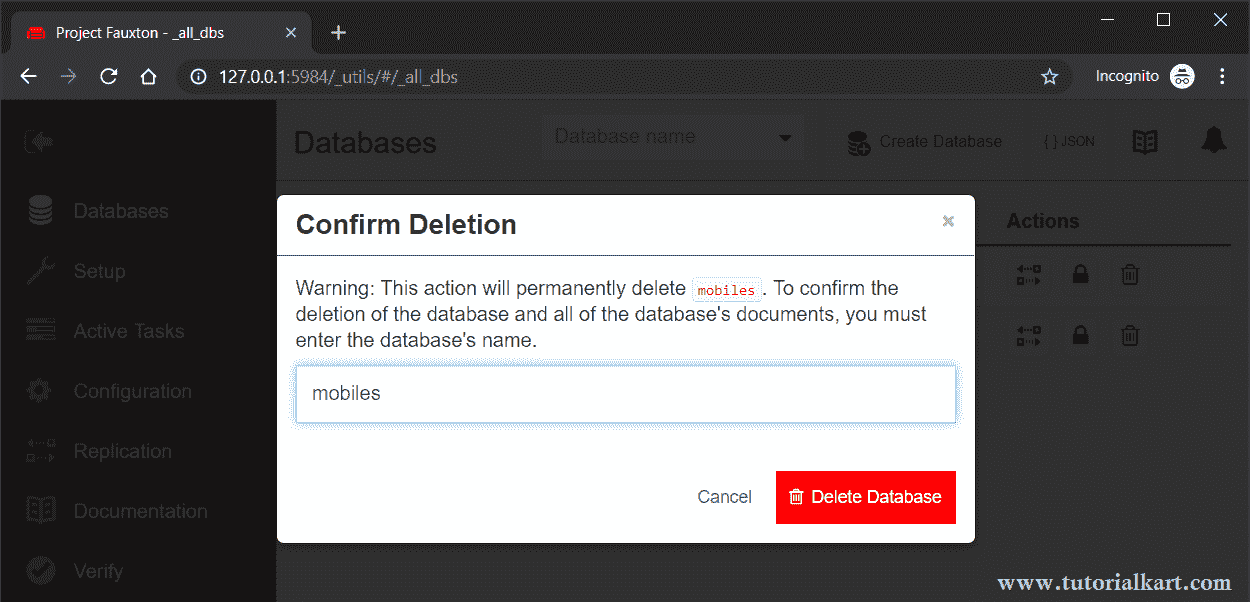 Project Fauxton - _all_dbs
127.0.0.1:5984/_utils/#/_all_dbs
Incognito
Databases
Database name
Create Database
{ } JSON
Databases
Setup
Active Tasks
Configuration
Replication
Documentation
Verify
Actions
Confirm Deletion
×
Warning: This action will permanently delete mobiles. To confirm the
deletion of the database and all of the database's documents, you must
enter the database's name.
mobiles
Cancel
Delete Database
www.tutorialkart.com